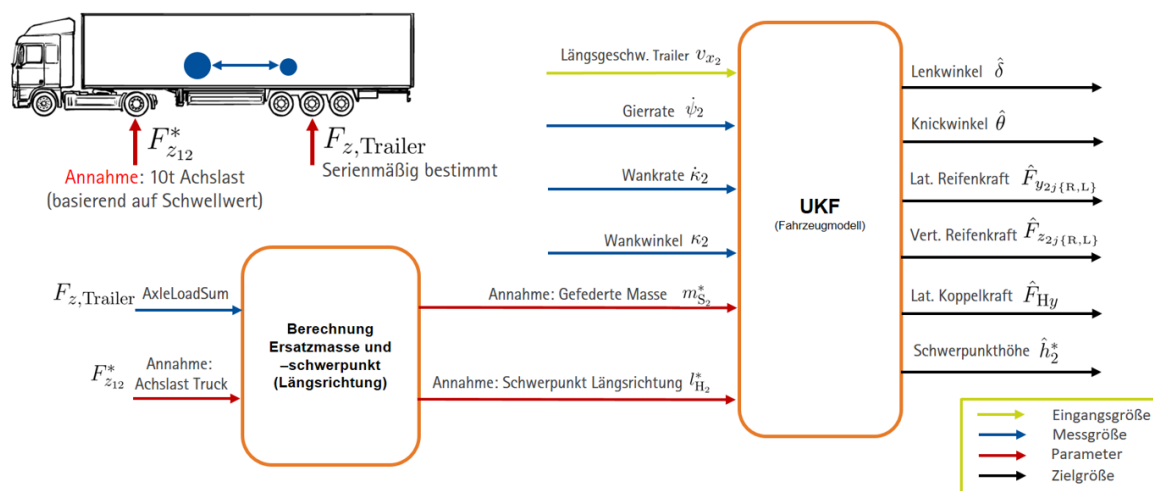 F*z12
Annahme: 10t Achslast
(basierend auf Schwellwert)
Fz,Trailer
Serienmäßig bestimmt
Fz,Trailer
AxleLoadSum
F*z12
Annahme:
Achslast Truck
Berechnung
Ersatzmasse und
–schwerpunkt
(Längsrichtung)
Längsgeschw. Trailer vx2
Gierrate ψ̇2
Wankrate κ̇2
Wankwinkel κ2
Annahme: Gefederte Masse m*S2
Annahme: Schwerpunkt Längsrichtung l*H2
UKF
(Fahrzeugmodell)
Lenkwinkel δ̂
Knickwinkel θ̂
Lat. Reifenkraft F̂y2j{R,L}
Vert. Reifenkraft F̂z2j{R,L}
Lat. Koppelkraft F̂Hy
Schwerpunkthöhe ĥ*2
Eingangsgröße
Messgröße
Parameter
Zielgröße